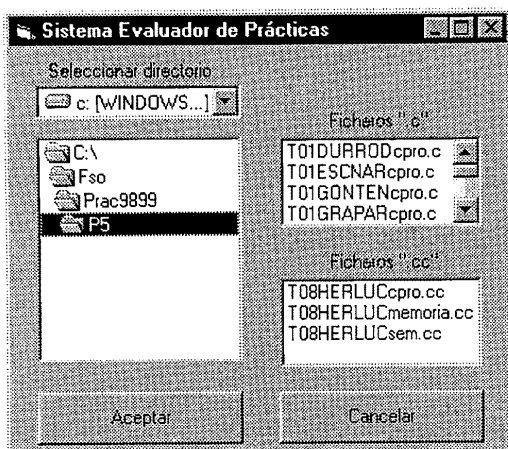 Sistema Evaluador de Prácticas
Seleccionar directorio
c: [WINDOWS...]
C:\
Fso
Prac9899
P5
Ficheros ".c"
T01DURRODcpro.c
T01ESCNARcpro.c
T01GONTENcpro.c
T01GRAPARcpro.c
Ficheros ".cc"
T08HERLUCcpro.cc
T08HERLUCmemoria.cc
T08HERLUCsem.cc
Aceptar
Cancelar